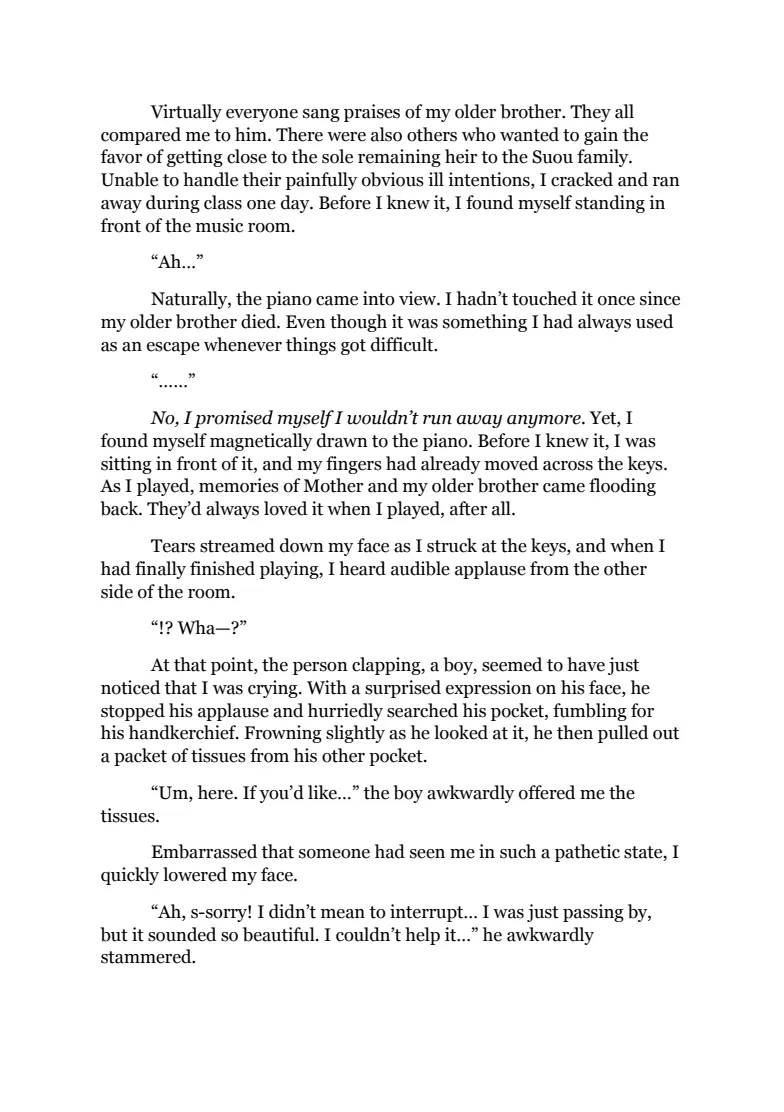 Virtually everyone sang praises of my older brother. They all
compared me to him. There were also others who wanted to gain the
favor of getting close to the sole remaining heir to the Suou family.
Unable to handle their painfully obvious ill intentions, I cracked and ran
away during class one day. Before I knew it, I found myself standing in
front of the music room.
“Ah…”
Naturally, the piano came into view. I hadn’t touched it once since
my older brother died. Even though it was something I had always used
as an escape whenever things got difficult.
“……”
No, I promised myself I wouldn’t run away anymore. Yet, I
found myself magnetically drawn to the piano. Before I knew it, I was
sitting in front of it, and my fingers had already moved across the keys.
As I played, memories of Mother and my older brother came flooding
back. They’d always loved it when I played, after all.
Tears streamed down my face as I struck at the keys, and when I
had finally finished playing, I heard audible applause from the other
side of the room.
“!? Wha—?”
At that point, the person clapping, a boy, seemed to have just
noticed that I was crying. With a surprised expression on his face, he
stopped his applause and hurriedly searched his pocket, fumbling for
his handkerchief. Frowning slightly as he looked at it, he then pulled out
a packet of tissues from his other pocket.
“Um, here. If you’d like…” the boy awkwardly offered me the
tissues.
Embarrassed that someone had seen me in such a pathetic state, I
quickly lowered my face.
“Ah, s-sorry! I didn’t mean to interrupt… I was just passing by,
but it sounded so beautiful. I couldn’t help it…” he awkwardly
stammered.